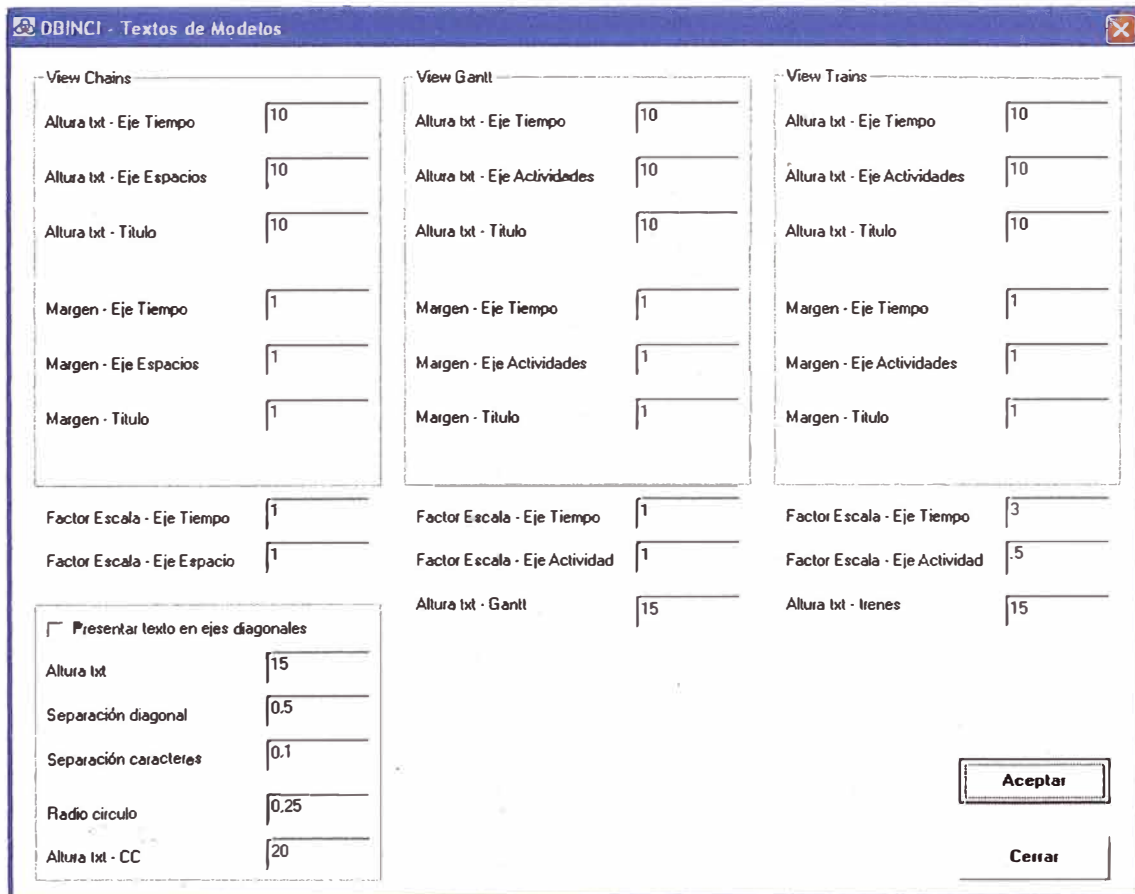 DBINCI - Textos de Modelos
View Chains
Altura txt - Eje Tiempo 10
Altura txt - Eje Espacios 10
Altura txt - Titulo 10
Margen - Eje Tiempo 1
Margen - Eje Espacios 1
Margen - Titulo 1
Factor Escala - Eje Tiempo 1
Factor Escala - Eje Espacio 1
Presentar texto en ejes diagonales
Altura txt 15
Separación diagonal 0.5
Separación caracteres 0,1
Radio circulo 0,25
Altura txt - CC 20
View Gantt
Altura txt - Eje Tiempo 10
Altura txt - Eje Actividades 10
Altura txt - Titulo 10
Margen - Eje Tiempo 1
Margen - Eje Actividades 1
Margen - Titulo 1
Factor Escala - Eje Tiempo 1
Factor Escala - Eje Actividad 1
Altura txt - Gantt 15
View Trains
Altura txt - Eje Tiempo 10
Altura txt - Eje Actividades 10
Altura txt - Titulo 10
Margen - Eje Tiempo 1
Margen - Eje Actividades 1
Margen - Titulo 1
Factor Escala - Eje Tiempo 3
Factor Escala - Eje Actividad .5
Altura txt - trenes 15
Aceptar
Cerrar